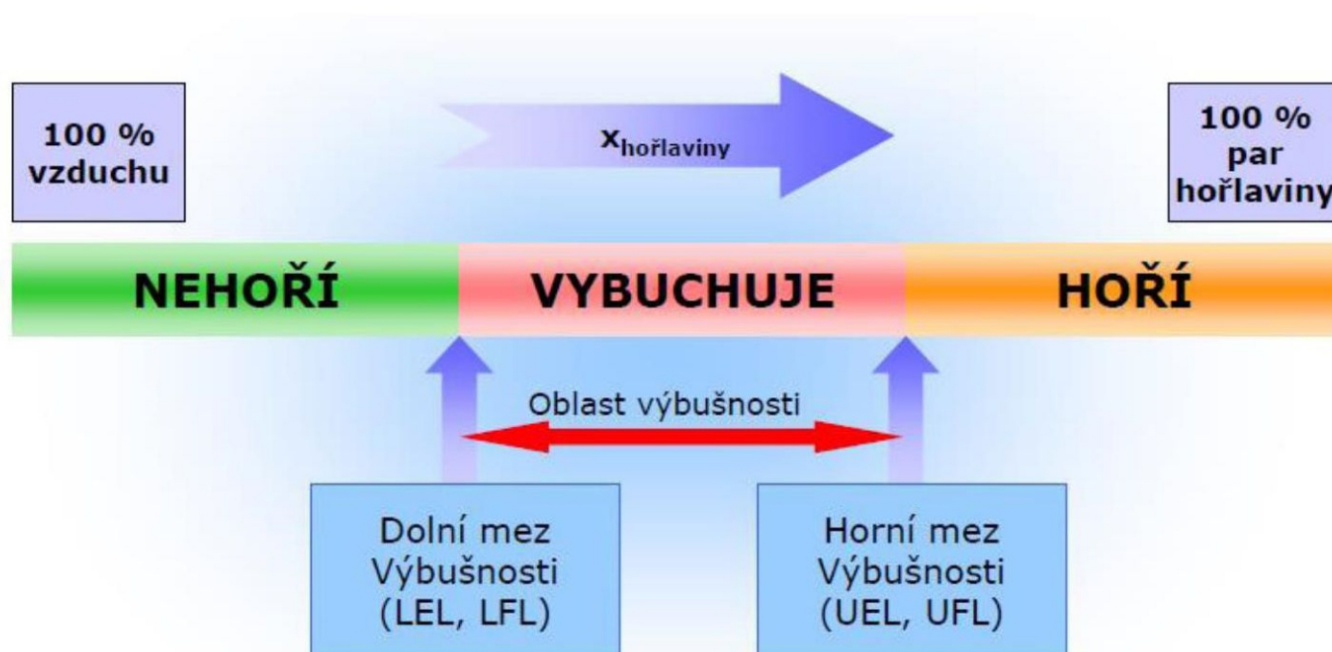 100 %
vzduchu
xhořlaviny
100 %
par
hořlaviny
NEHOŘÍ
VYBUCHUJE
HOŘÍ
Oblast výbušnosti
Dolní mez
Výbušnosti
(LEL, LFL)
Horní mez
Výbušnosti
(UEL, UFL)